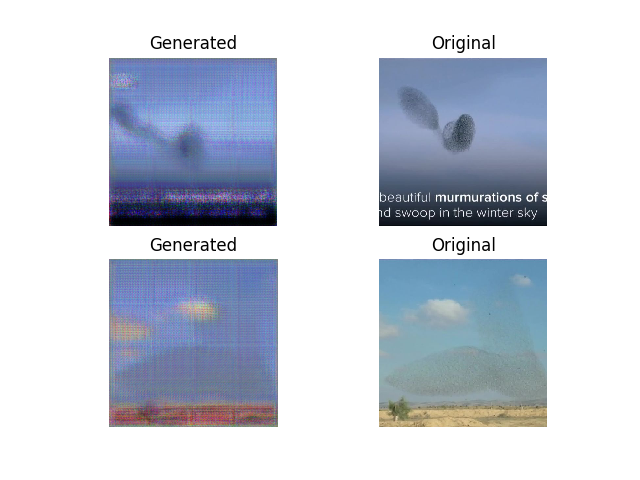 Generated
Original
beautiful murmurations of s
nd swoop in the winter sky
Generated
Original